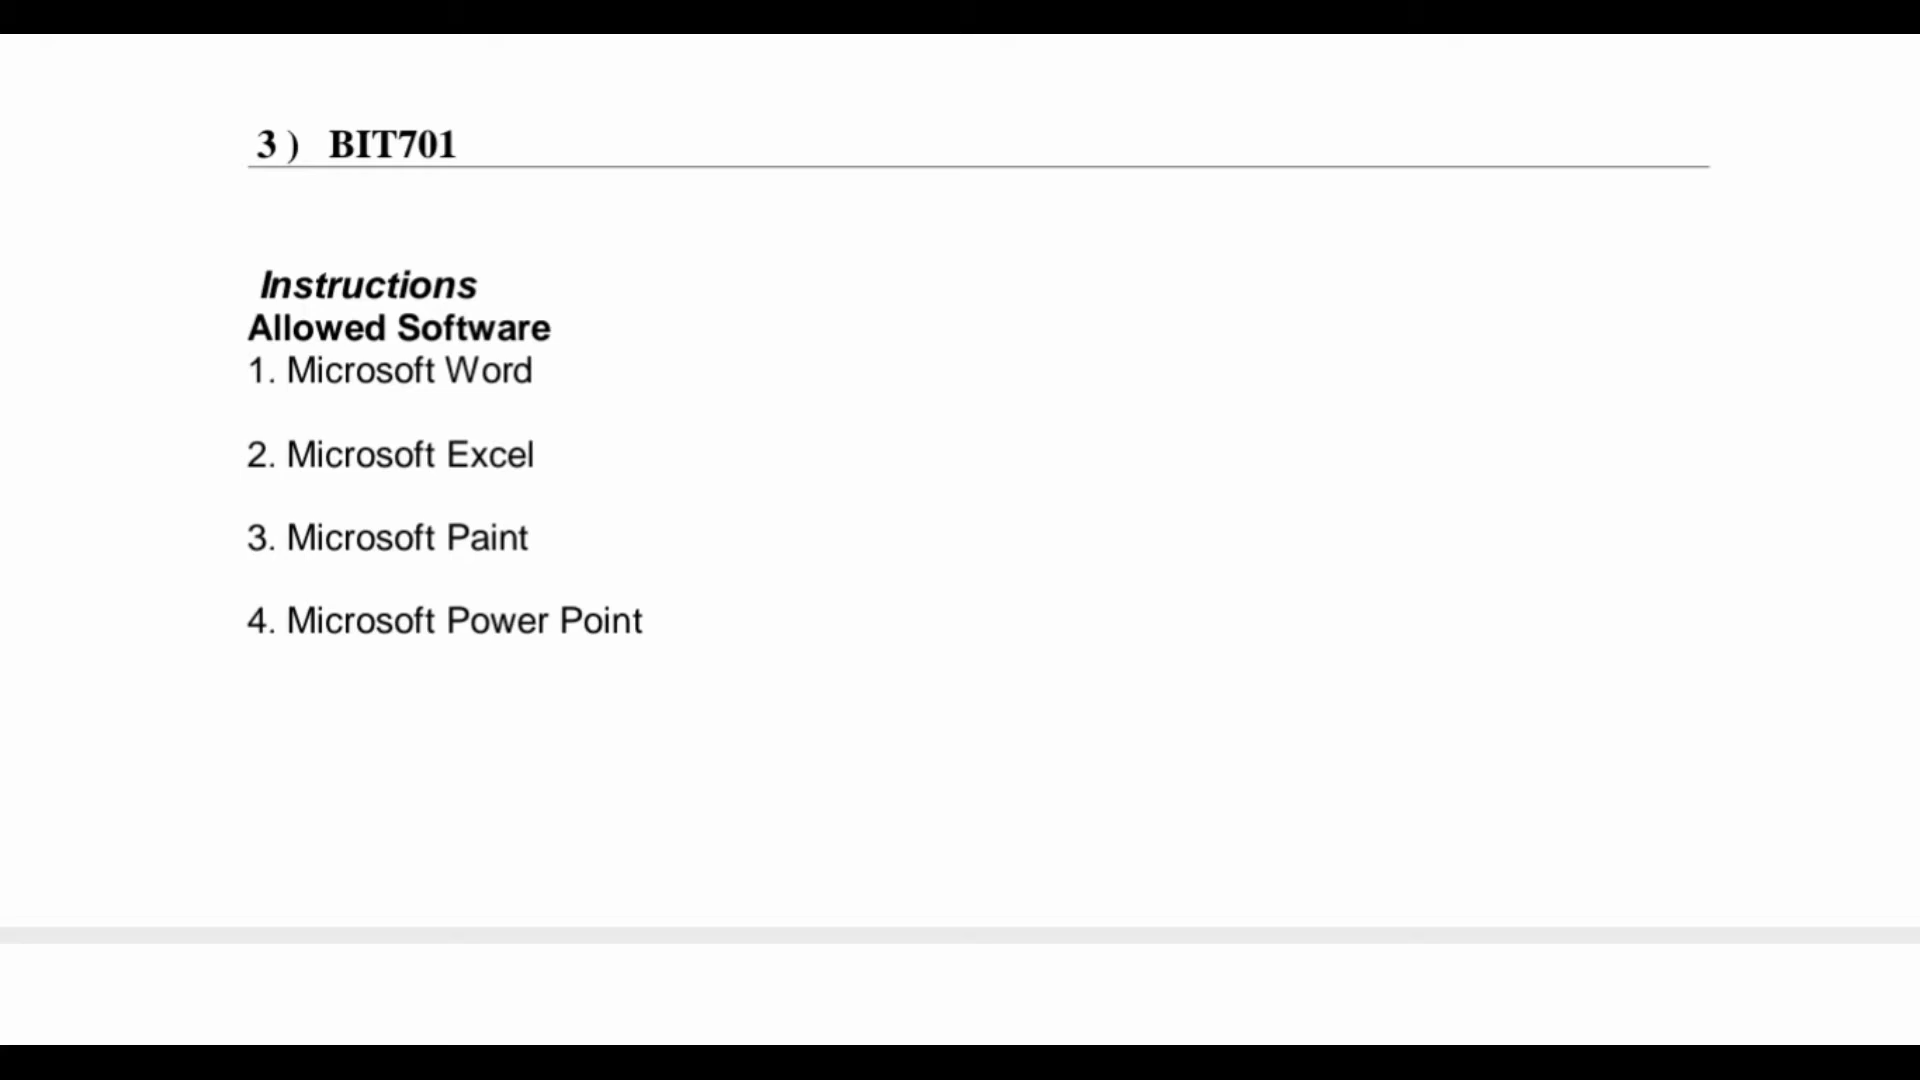 3 ) BIT701
Instructions
Allowed Software
1. Microsoft Word
2. Microsoft Excel
3. Microsoft Paint
4. Microsoft Power Point